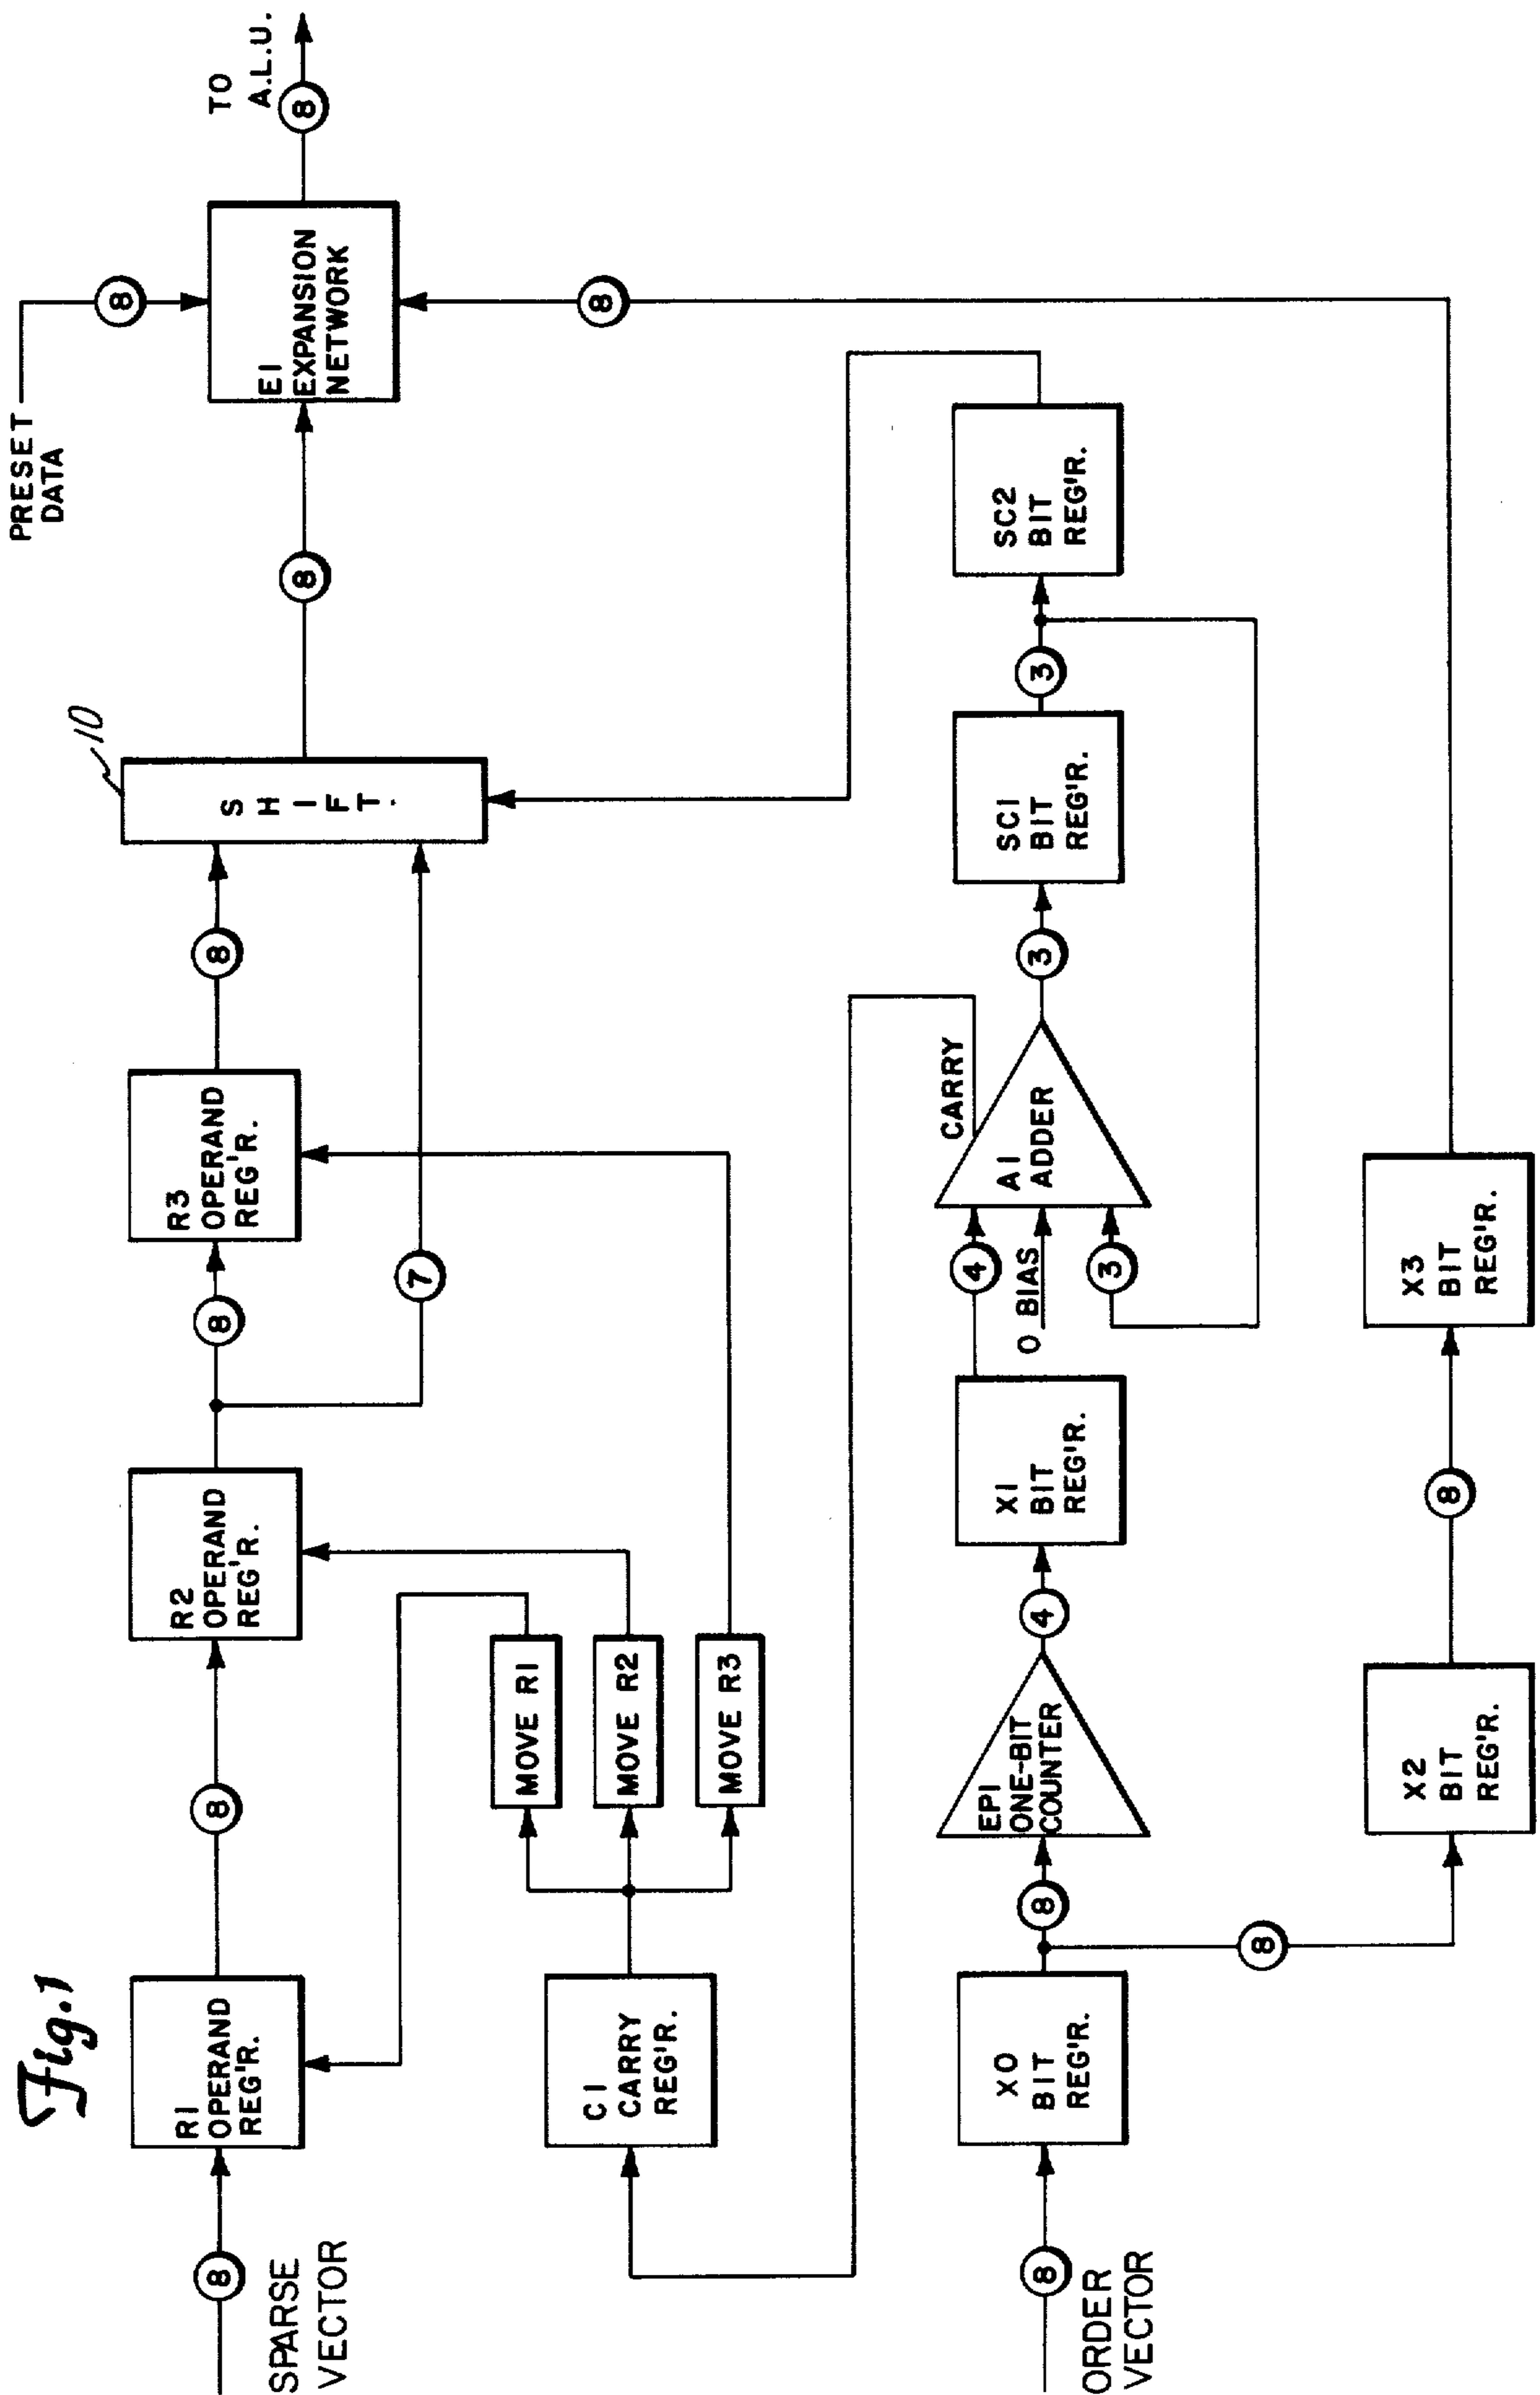 Fig.1
SPARSE
VECTOR
8
R1
OPERAND
REG'R.
8
R2
OPERAND
REG'R.
8
7
R3
OPERAND
REG'R.
8
10
SHIFT.
8
PRESET
DATA
8
E1
EXPANSION
NETWORK
8
TO
A.L.U.
8
C1
CARRY
REG'R.
MOVE R1
MOVE R2
MOVE R3
ORDER
VECTOR
8
X0
BIT
REG'R.
8
8
EP1
ONE-BIT
COUNTER
4
X1
BIT
REG'R.
4
0 BIAS
3
A1
ADDER
CARRY
3
SC1
BIT
REG'R.
3
SC2
BIT
REG'R.
X2
BIT
REG'R.
8
X3
BIT
REG'R.